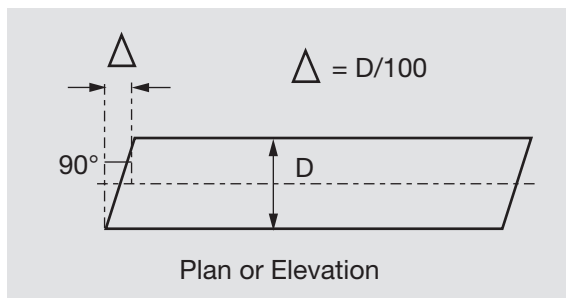 Δ
Δ = D/100
90°
D
Plan or Elevation